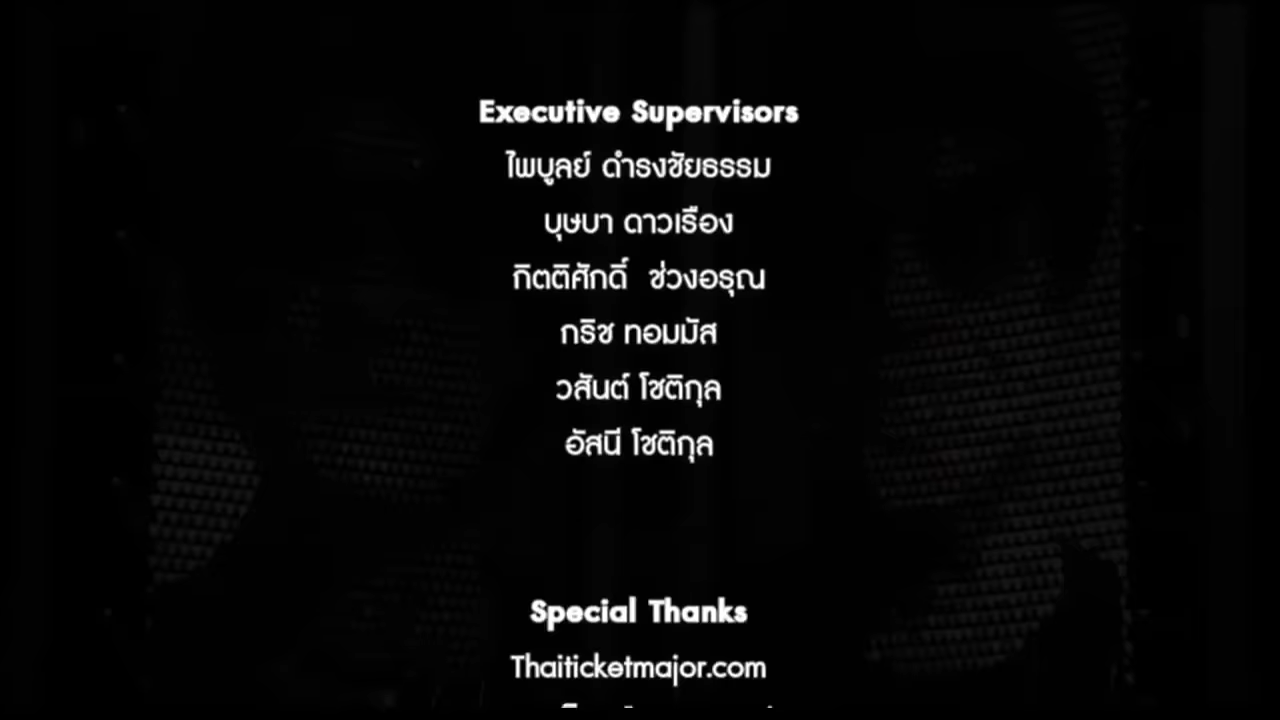 Executive Supervisors
ไพบูลย์ ดำรงชัยธรรม
บุษบา ดาวเรือง
กิตติศักดิ์ ช่วงอรุณ
กริช ทอมมัส
วสันต์ โชติกุล
อัสนี โชติกุล
Special Thanks
Thaiticketmajor.com